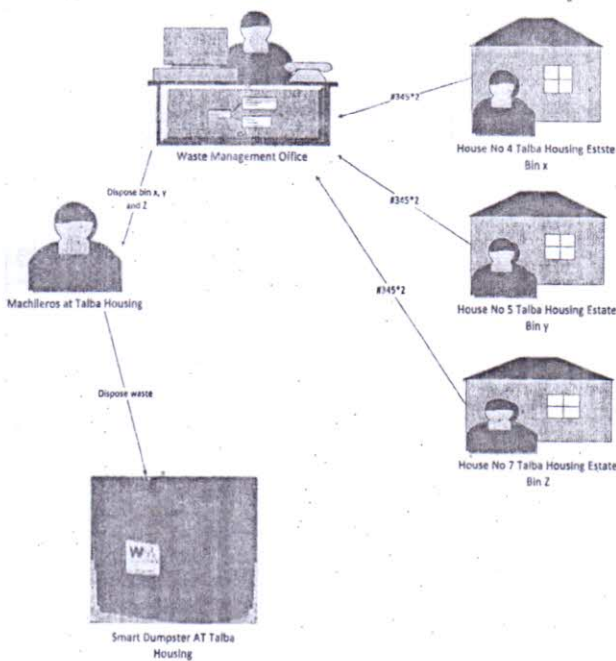 Waste Management Office
House No 4 Talba Housing Estste
Bin x
#345*2
Dispose bin x, y
and Z
#345*2
Machileros at Talba Housing
House No 5 Talba Housing Estate
Bin y
#345*2
Dispose waste
House No 7 Talba Housing Estate
Bin Z
Smart Dumpster AT Talba
Housing